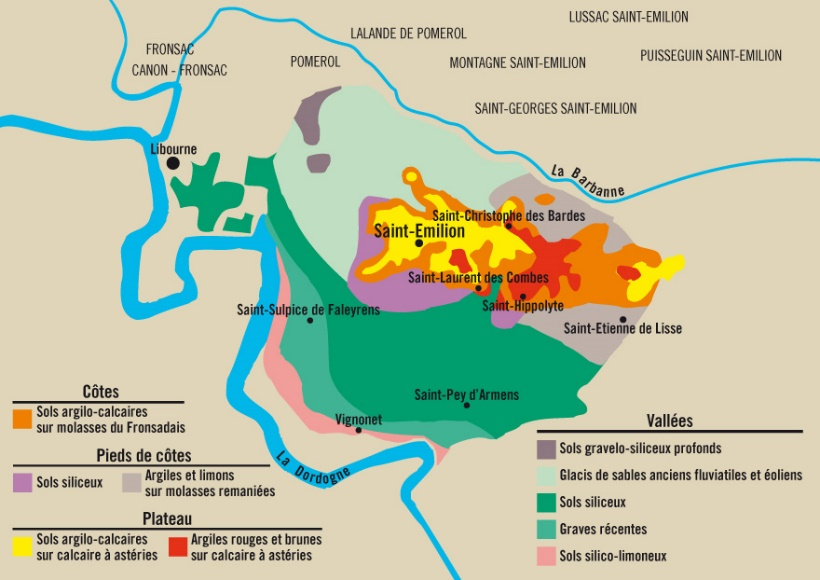 LUSSAC SAINT-EMILION
LALANDE DE POMEROL
FRONSAC
CANON - FRONSAC
POMEROL
MONTAGNE SAINT-EMILION
PUISSEGUIN SAINT-EMILION
SAINT-GEORGES SAINT-EMILION
Libourne
La Barbanne
Saint-Christophe des Bardes
Saint-Emilion
Saint-Laurent des Combes
Saint-Hippolyte
Saint-Sulpice de Faleyrens
Saint-Etienne de Lisse
Saint-Pey d'Armens
Vignonet
La Dordogne
Côtes
Sols argilo-calcaires
sur molasses du Fronsadais
Pieds de côtes
Sols siliceux
Argiles et limons
sur molasses remaniées
Plateau
Sols argilo-calcaires
sur calcaire à astéries
Argiles rouges et brunes
sur calcaire à astéries
Vallées
Sols gravelo-siliceux profonds
Glacis de sables anciens fluviatiles et éoliens
Sols siliceux
Graves récentes
Sols silico-limoneux